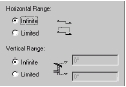 Horizontal Range:
Infinite
Limited
Vertical Range:
Infinite
Limited